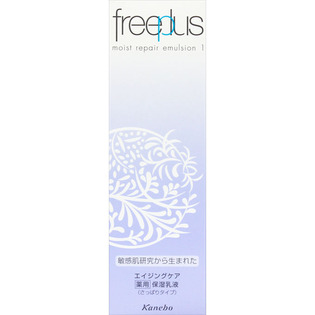 freeplus
moist repair emulsion 1
敏感肌研究から生まれた
エイジングケア
薬用 保湿乳液
(さっぱりタイプ)
Kanebo